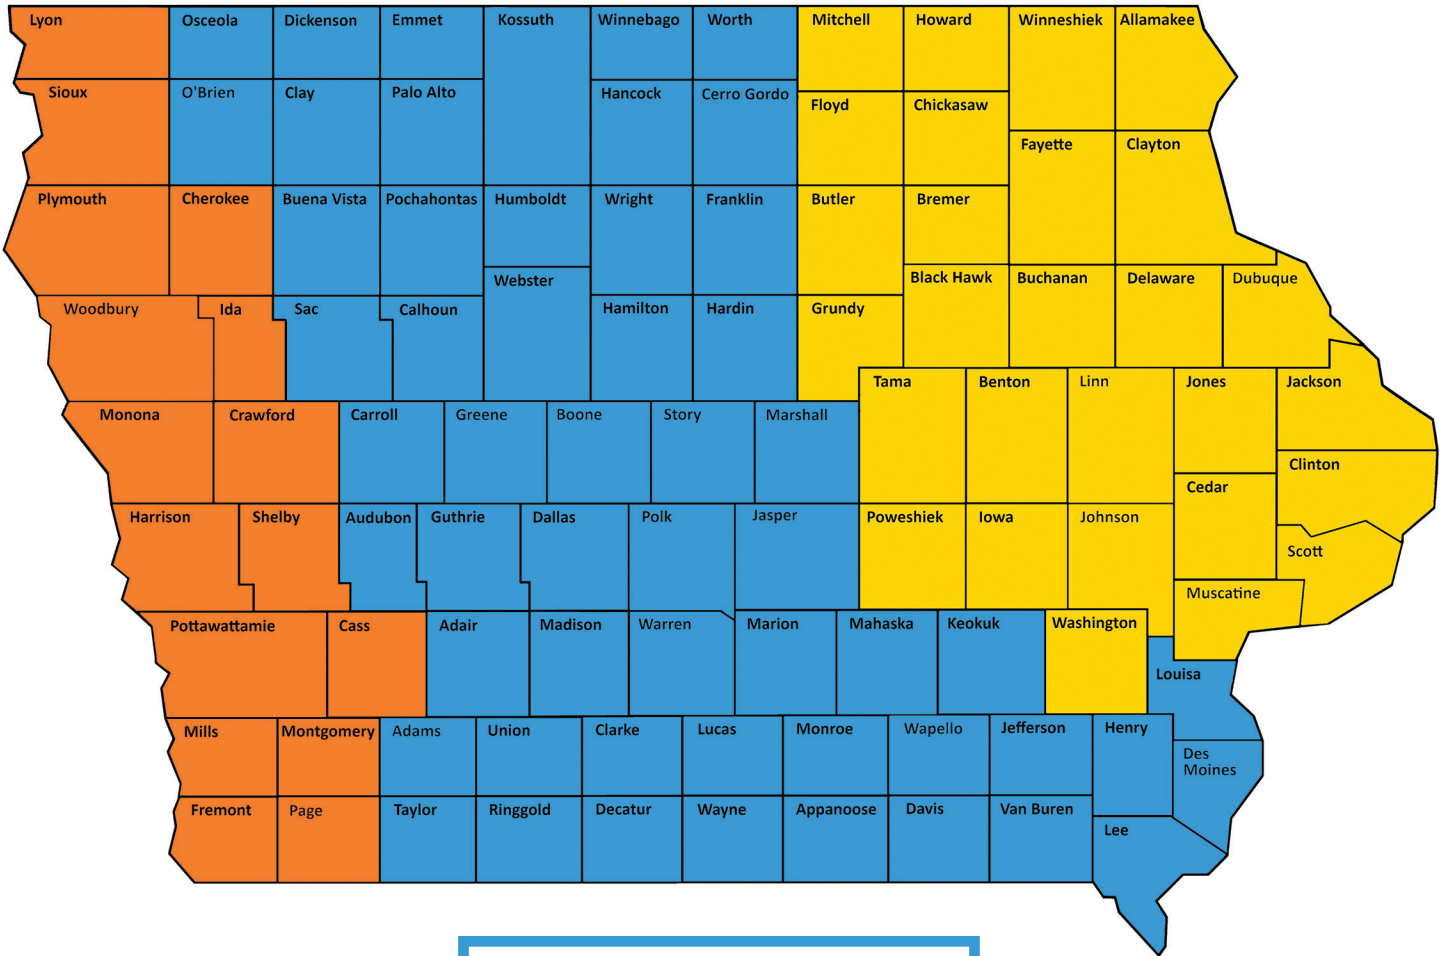 Lyon Osceola Dickenson Emmet Kossuth Winnebago Worth Mitchell Howard Winneshiek Allamakee
Sioux O'Brien Clay Palo Alto Hancock Cerro Gordo Floyd Chickasaw
Fayette Clayton
Plymouth Cherokee Buena Vista Pochahontas Humboldt Wright Franklin Butler Bremer
Webster Black Hawk Buchanan Delaware Dubuque
Woodbury Ida Sac Calhoun Hamilton Hardin Grundy
Tama Benton Linn Jones Jackson
Monona Crawford Carroll Greene Boone Story Marshall
Clinton
Cedar
Harrison Shelby Audubon Guthrie Dallas Polk Jasper Poweshiek Iowa Johnson
Scott
Muscatine
Pottawattamie Cass Adair Madison Warren Marion Mahaska Keokuk Washington
Louisa
Mills Montgomery Adams Union Clarke Lucas Monroe Wapello Jefferson Henry
Des
Moines
Fremont Page Taylor Ringgold Decatur Wayne Appanoose Davis Van Buren
Lee